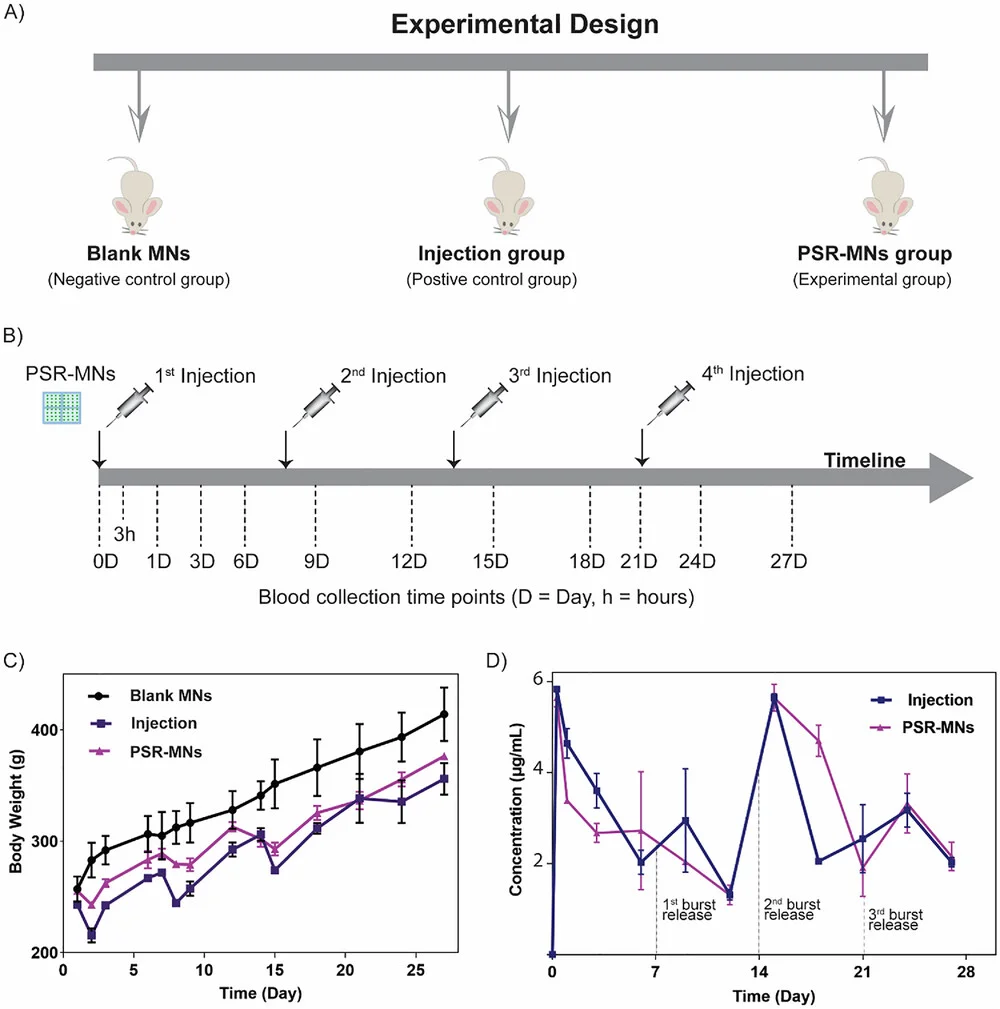 A)
Experimental Design
Blank MNs
(Negative control group)
Injection group
(Postive control group)
PSR-MNs group
(Experimental group)
B)
PSR-MNs
1st Injection
2nd Injection
3rd Injection
4th Injection
Timeline
3h
0D 1D 3D 6D 9D 12D 15D 18D 21D 24D 27D
Blood collection time points (D = Day, h = hours)
C)
Blank MNs
Injection
PSR-MNs
400
300
200
Body Weight (g)
0 5 10 15 20 25
Time (Day)
D)
Injection
PSR-MNs
6
4
2
Concentration (μg/mL)
1st burst
release
2nd burst
release
3rd burst
release
0 7 14 21 28
Time (Day)